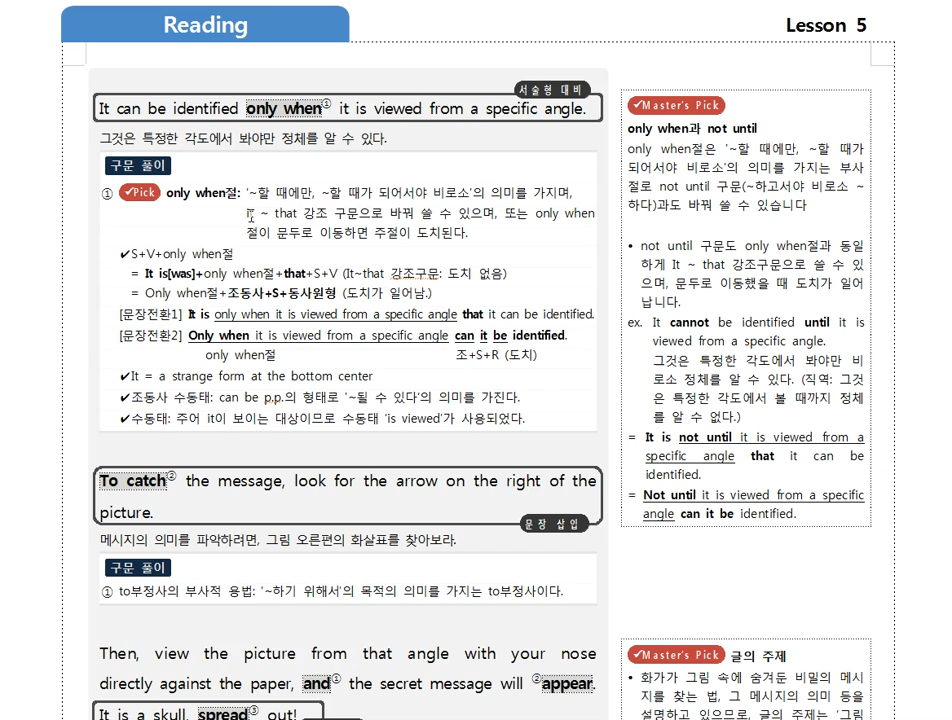 Reading
Lesson 5
서술형 대비
It can be identified only when① it is viewed from a specific angle.
그것은 특정한 각도에서 봐야만 정체를 알 수 있다.
구문 풀이
① ✔Pick only when절: '~할 때에만, ~할 때가 되어서야 비로소'의 의미를 가지며,
it ~ that 강조 구문으로 바꿔 쓸 수 있으며, 또는 only when
절이 문두로 이동하면 주절이 도치된다.
✔S+V+only when절
= It is[was]+only when절+that+S+V (It~that 강조구문: 도치 없음)
= Only when절+조동사+S+동사원형 (도치가 일어남.)
[문장전환1] It is only when it is viewed from a specific angle that it can be identified.
[문장전환2] Only when it is viewed from a specific angle can it be identified.
only when절 조+S+R (도치)
✔It = a strange form at the bottom center
✔조동사 수동태: can be p.p.의 형태로 '~될 수 있다'의 의미를 가진다.
✔수동태: 주어 it이 보이는 대상이므로 수동태 'is viewed'가 사용되었다.
To catch② the message, look for the arrow on the right of the
picture.
문장 삽입
메시지의 의미를 파악하려면, 그림 오른편의 화살표를 찾아보라.
구문 풀이
① to부정사의 부사적 용법: '~하기 위해서'의 목적의 의미를 가지는 to부정사이다.
Then, view the picture from that angle with your nose
directly against the paper, and① the secret message will ②appear.
It is a skull, spread③ out!
✔Master's Pick
only when과 not until
only when절은 '~할 때에만, ~할 때가
되어서야 비로소'의 의미를 가지는 부사
절로 not until 구문(~하고서야 비로소 ~
하다)과도 바꿔 쓸 수 있습니다
• not until 구문도 only when절과 동일
하게 It ~ that 강조구문으로 쓸 수 있
으며, 문두로 이동했을 때 도치가 일어
납니다.
ex. It cannot be identified until it is
viewed from a specific angle.
그것은 특정한 각도에서 봐야만 비
로소 정체를 알 수 있다. (직역: 그것
은 특정한 각도에서 볼 때까지 정체
를 알 수 없다.)
= It is not until it is viewed from a
specific angle that it can be
identified.
= Not until it is viewed from a specific
angle can it be identified.
✔Master's Pick 글의 주제
• 화가가 그림 속에 숨겨둔 비밀의 메시
지를 찾는 법, 그 메시지의 의미 등을
설명하고 있으므로, 글의 주제는 '그림